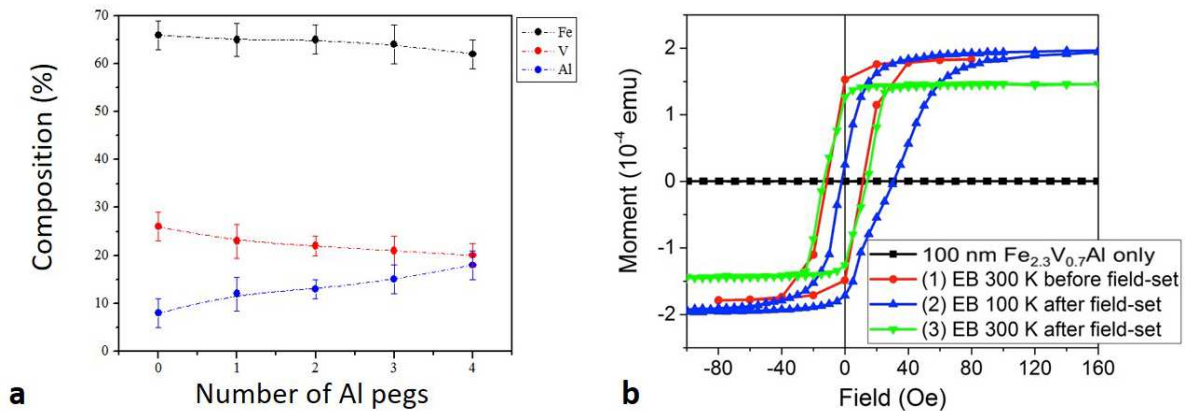 Composition (%)
70
60
50
40
30
20
10
0
Fe
V
Al
0 1 2 3 4
Number of Al pegs
a
Moment (10⁻⁴ emu)
2
1
0
-1
-2
100 nm Fe₂.₃V₀.₇Al only
(1) EB 300 K before field-set
(2) EB 100 K after field-set
(3) EB 300 K after field-set
-80 -40 0 40 80 120 160
Field (Oe)
b